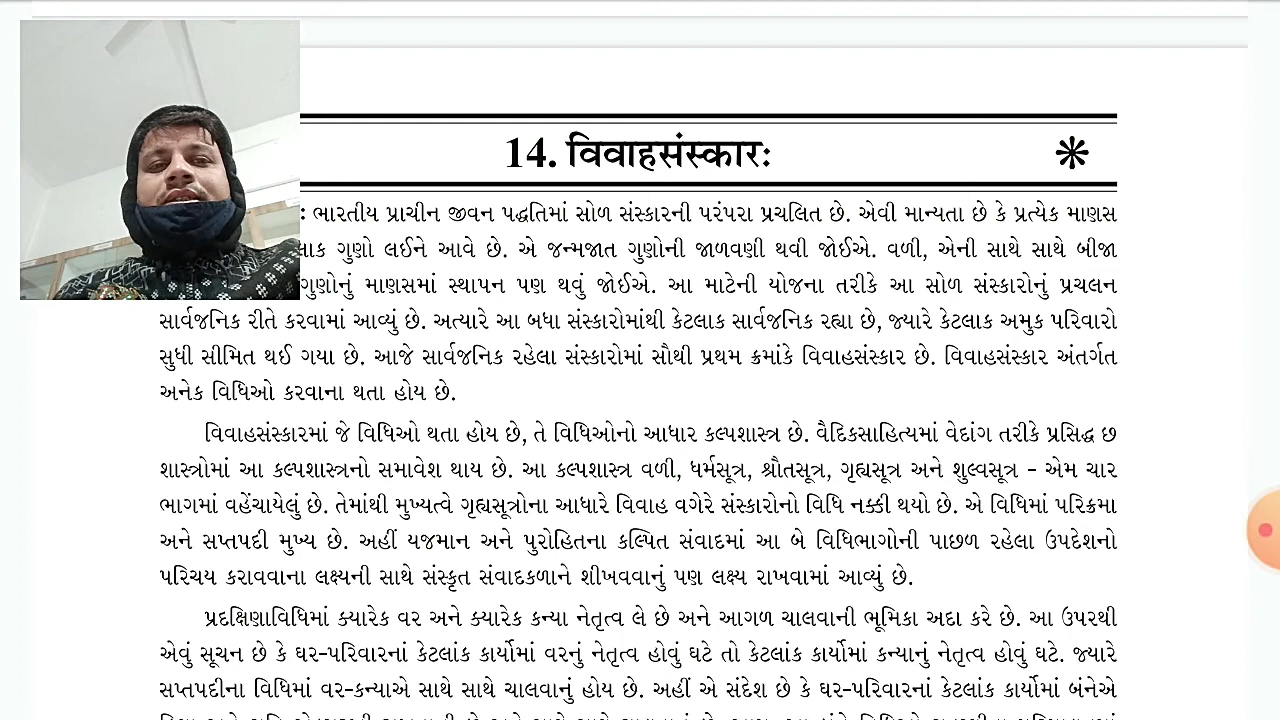 14. विवाहसंस्कारः
ભારતીય પ્રાચીન જીવન પદ્ધતિમાં સોળ સંસ્કારની પરંપરા પ્રચલિત છે. એવી માન્યતા છે કે પ્રત્યેક માણસ
ગુણો લઈને આવે છે. એ જન્મજાત ગુણોની જાળવણી થવી જોઈએ. વળી, એની સાથે સાથે બીજા
ગુણોનું માણસમાં સ્થાપન પણ થવું જોઈએ. આ માટેની યોજના તરીકે આ સોળ સંસ્કારોનું પ્રચલન
સાર્વજનિક રીતે કરવામાં આવ્યું છે. અત્યારે આ બધા સંસ્કારોમાંથી કેટલાક સાર્વજનિક રહ્યા છે, જ્યારે કેટલાક અમુક પરિવારો
સુધી સીમિત થઈ ગયા છે. આજે સાર્વજનિક રહેલા સંસ્કારોમાં સૌથી પ્રથમ ક્રમાંકે વિવાહસંસ્કાર છે. વિવાહસંસ્કાર અંતર્ગત
અનેક વિધિઓ કરવાના થતા હોય છે.
વિવાહસંસ્કારમાં જે વિધિઓ થતા હોય છે, તે વિધિઓનો આધાર કલ્પશાસ્ત્ર છે. વૈદિકસાહિત્યમાં વેદાંગ તરીકે પ્રસિદ્ધ છ
શાસ્ત્રોમાં આ કલ્પશાસ્ત્રનો સમાવેશ થાય છે. આ કલ્પશાસ્ત્ર વળી, ધર્મસૂત્ર, શ્રૌતસૂત્ર, ગૃહ્યસૂત્ર અને શુલ્વસૂત્ર - એમ ચાર
ભાગમાં વહેંચાયેલું છે. તેમાંથી મુખ્યત્વે ગૃહ્યસૂત્રોના આધારે વિવાહ વગેરે સંસ્કારોનો વિધિ નક્કી થયો છે. એ વિધિમાં પરિક્રમા
અને સપ્તપદી મુખ્ય છે. અહીં યજમાન અને પુરોહિતના કલ્પિત સંવાદમાં આ બે વિધિભાગોની પાછળ રહેલા ઉપદેશનો
પરિચય કરાવવાના લક્ષ્યની સાથે સંસ્કૃત સંવાદકળાને શીખવવાનું પણ લક્ષ્ય રાખવામાં આવ્યું છે.
પ્રદક્ષિણાવિધિમાં ક્યારેક વર અને ક્યારેક કન્યા નેતૃત્વ લે છે અને આગળ ચાલવાની ભૂમિકા અદા કરે છે. આ ઉપરથી
એવું સૂચન છે કે ઘર-પરિવારનાં કેટલાંક કાર્યોમાં વરનું નેતૃત્વ હોવું ઘટે તો કેટલાંક કાર્યોમાં કન્યાનું નેતૃત્વ હોવું ઘટે. જ્યારે
સપ્તપદીના વિધિમાં વર-કન્યાએ સાથે સાથે ચાલવાનું હોય છે. અહીં એ સંદેશ છે કે ઘર-પરિવારનાં કેટલાંક કાર્યોમાં બંનેએ